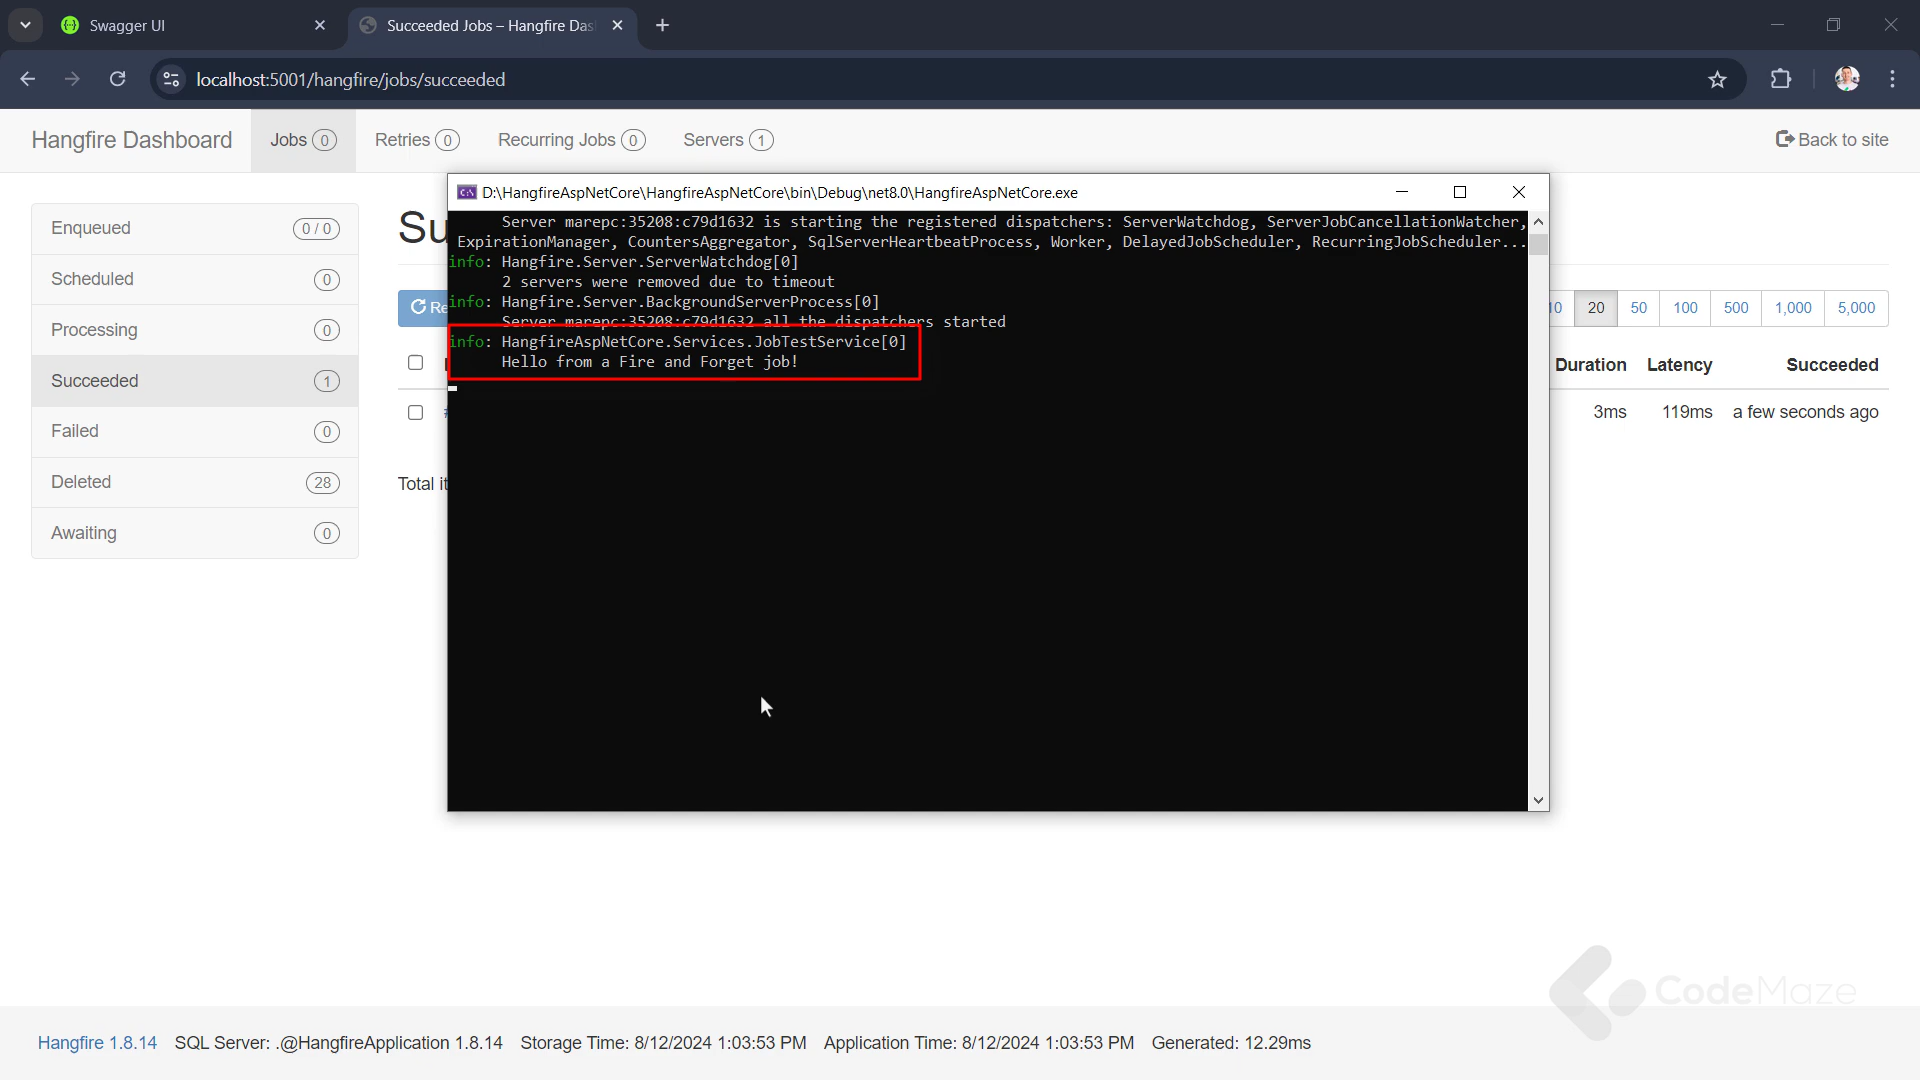 Swagger UI
Succeeded Jobs – Hangfire Das
localhost:5001/hangfire/jobs/succeeded
Hangfire Dashboard
Jobs 0
Retries 0
Recurring Jobs 0
Servers 1
Back to site
Enqueued 0 / 0
Scheduled 0
Processing 0
Succeeded 1
Failed 0
Deleted 28
Awaiting 0
Su
Re
10 20 50 100 500 1,000 5,000
Duration Latency Succeeded
#
3ms 119ms a few seconds ago
Total it
D:\HangfireAspNetCore\HangfireAspNetCore\bin\Debug\net8.0\HangfireAspNetCore.exe
Server marepc:35208:c79d1632 is starting the registered dispatchers: ServerWatchdog, ServerJobCancellationWatcher,
ExpirationManager, CountersAggregator, SqlServerHeartbeatProcess, Worker, DelayedJobScheduler, RecurringJobScheduler...
info: Hangfire.Server.ServerWatchdog[0]
2 servers were removed due to timeout
info: Hangfire.Server.BackgroundServerProcess[0]
Server marepc:35208:c79d1632 all the dispatchers started
info: HangfireAspNetCore.Services.JobTestService[0]
Hello from a Fire and Forget job!
CodeMaze
Hangfire 1.8.14 SQL Server: .@HangfireApplication 1.8.14 Storage Time: 8/12/2024 1:03:53 PM Application Time: 8/12/2024 1:03:53 PM Generated: 12.29ms